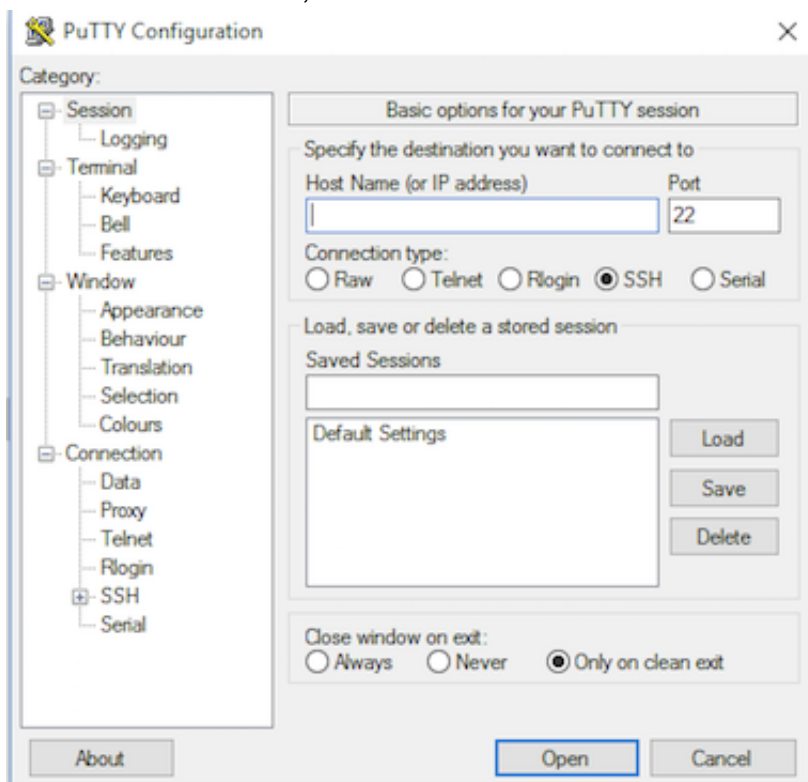 PuTTY Configuration
Category:
Session
Logging
Terminal
Keyboard
Bell
Features
Window
Appearance
Behaviour
Translation
Selection
Colours
Connection
Data
Proxy
Telnet
Rlogin
SSH
Serial
Basic options for your PuTTY session
Specify the destination you want to connect to
Host Name (or IP address) Port
22
Connection type:
Raw Telnet Rlogin SSH Serial
Load, save or delete a stored session
Saved Sessions
Default Settings
Load
Save
Delete
Close window on exit:
Always Never Only on clean exit
About Open Cancel